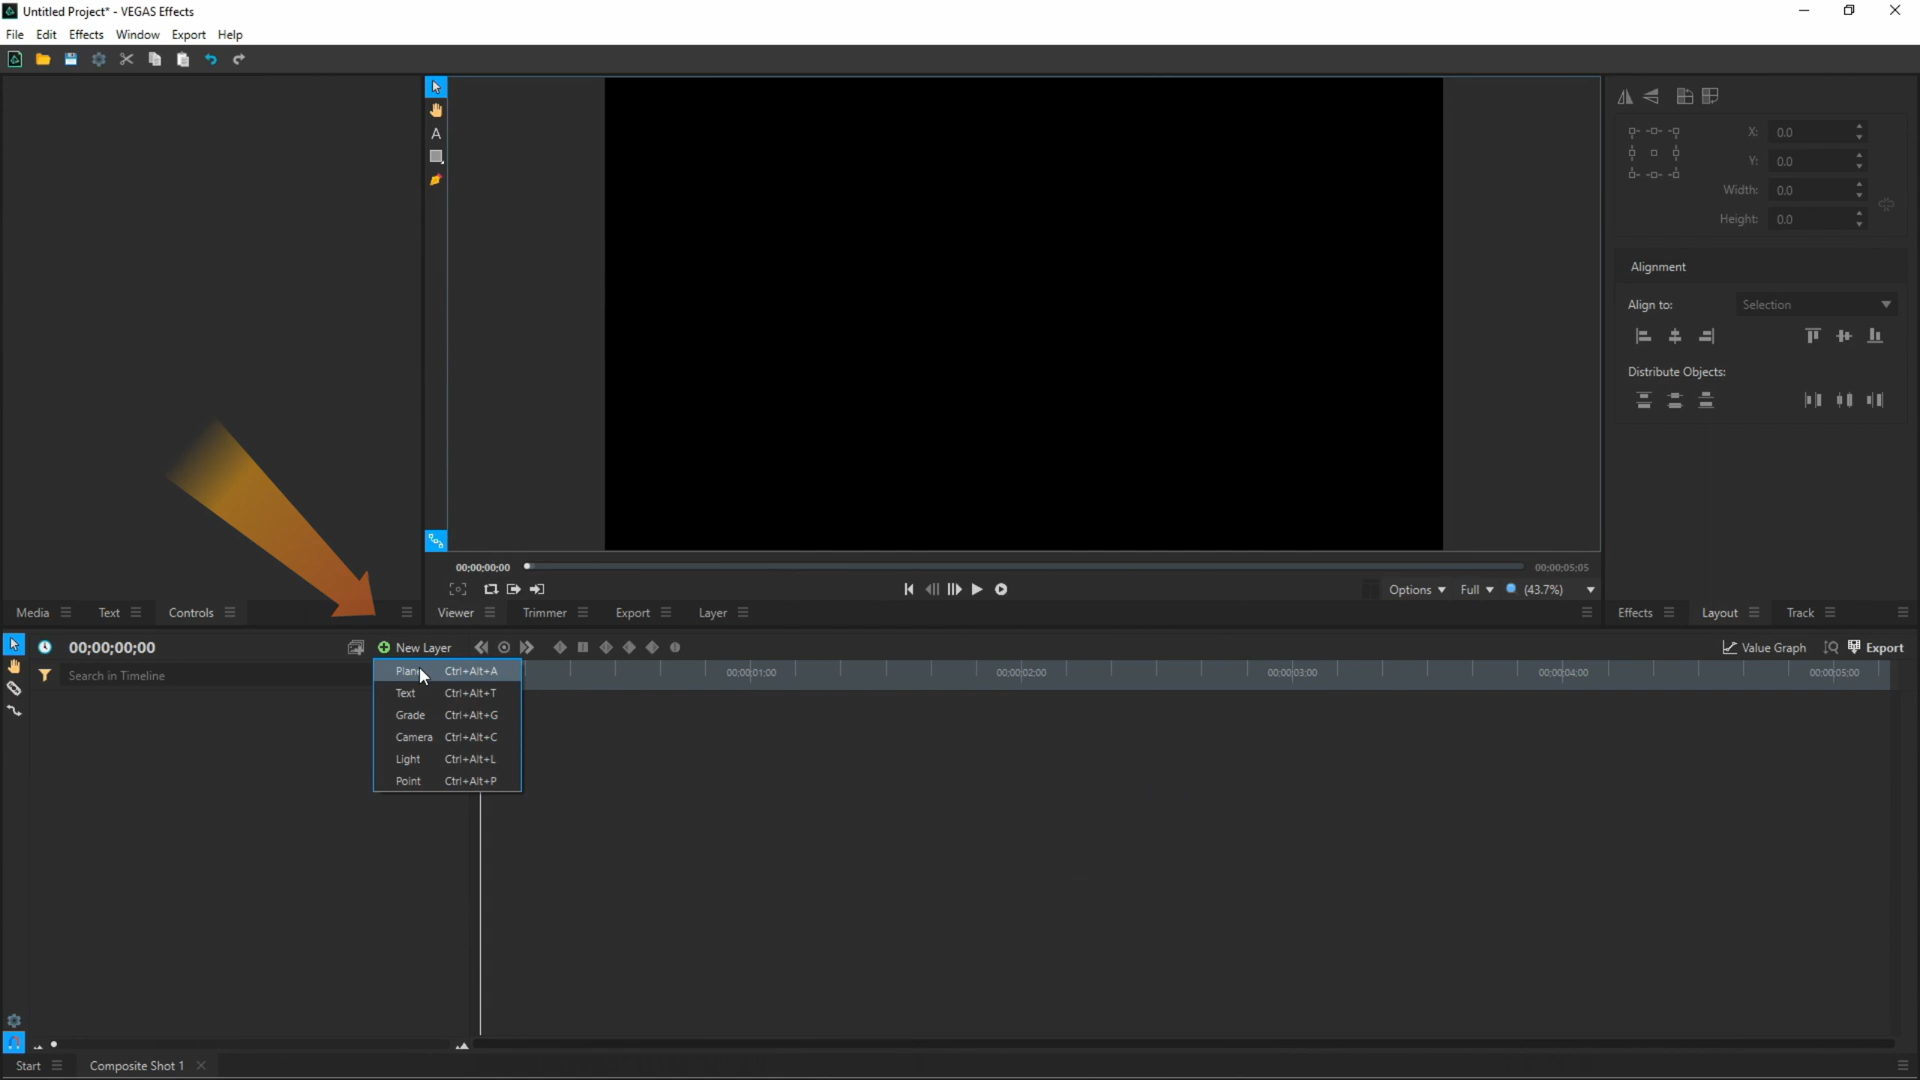 Untitled Project* - VEGAS Effects
File Edit Effects Window Export Help
X: 0.0
Y: 0.0
Width: 0.0
Height: 0.0
Alignment
Align to: Selection
Distribute Objects:
00;00;00;00 00;00;05;05
Options Full (43.7%)
Media Text Controls Viewer Trimmer Export Layer Effects Layout Track
00;00;00;00 New Layer Value Graph Export
Search in Timeline
00;00;01;00 00;00;02;00 00;00;03;00 00;00;04;00 00;00;05;00
Ctrl+Alt+A
Text Ctrl+Alt+T
Grade Ctrl+Alt+G
Camera Ctrl+Alt+C
Light Ctrl+Alt+L
Point Ctrl+Alt+P
Start Composite Shot 1